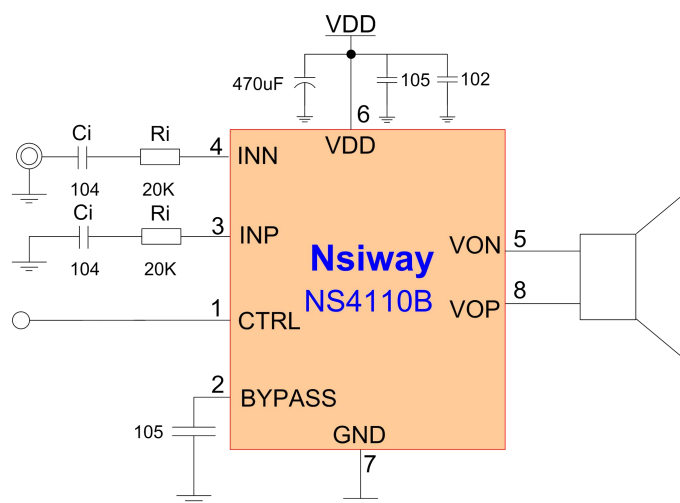 VDD
470uF
105
102
6
VDD
Ci
Ri
4
INN
104
20K
Ci
Ri
3
INP
104
20K
Nsiway
NS4110B
VON
5
VOP
8
1
CTRL
2
BYPASS
105
GND
7